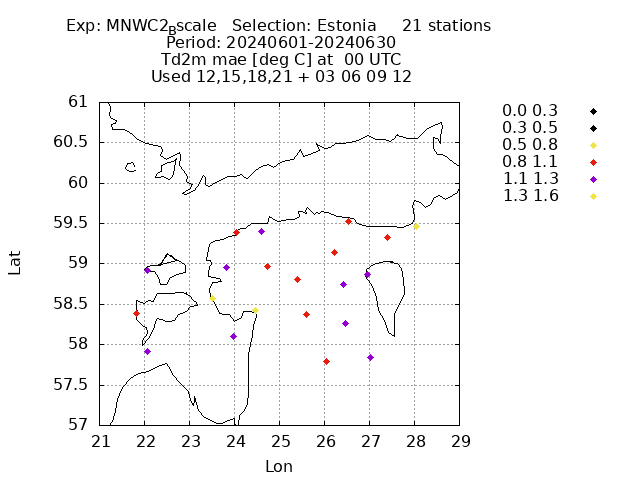 Exp: MNWC2Bscale   Selection: Estonia     21 stations
Period: 20240601-20240630
Td2m mae [deg C] at  00 UTC
Used 12,15,18,21 + 03 06 09 12
0.0 0.3
0.3 0.5
0.5 0.8
0.8 1.1
1.1 1.3
1.3 1.6
61
60.5
60
59.5
59
58.5
58
57.5
57
Lat
21 22 23 24 25 26 27 28 29
Lon